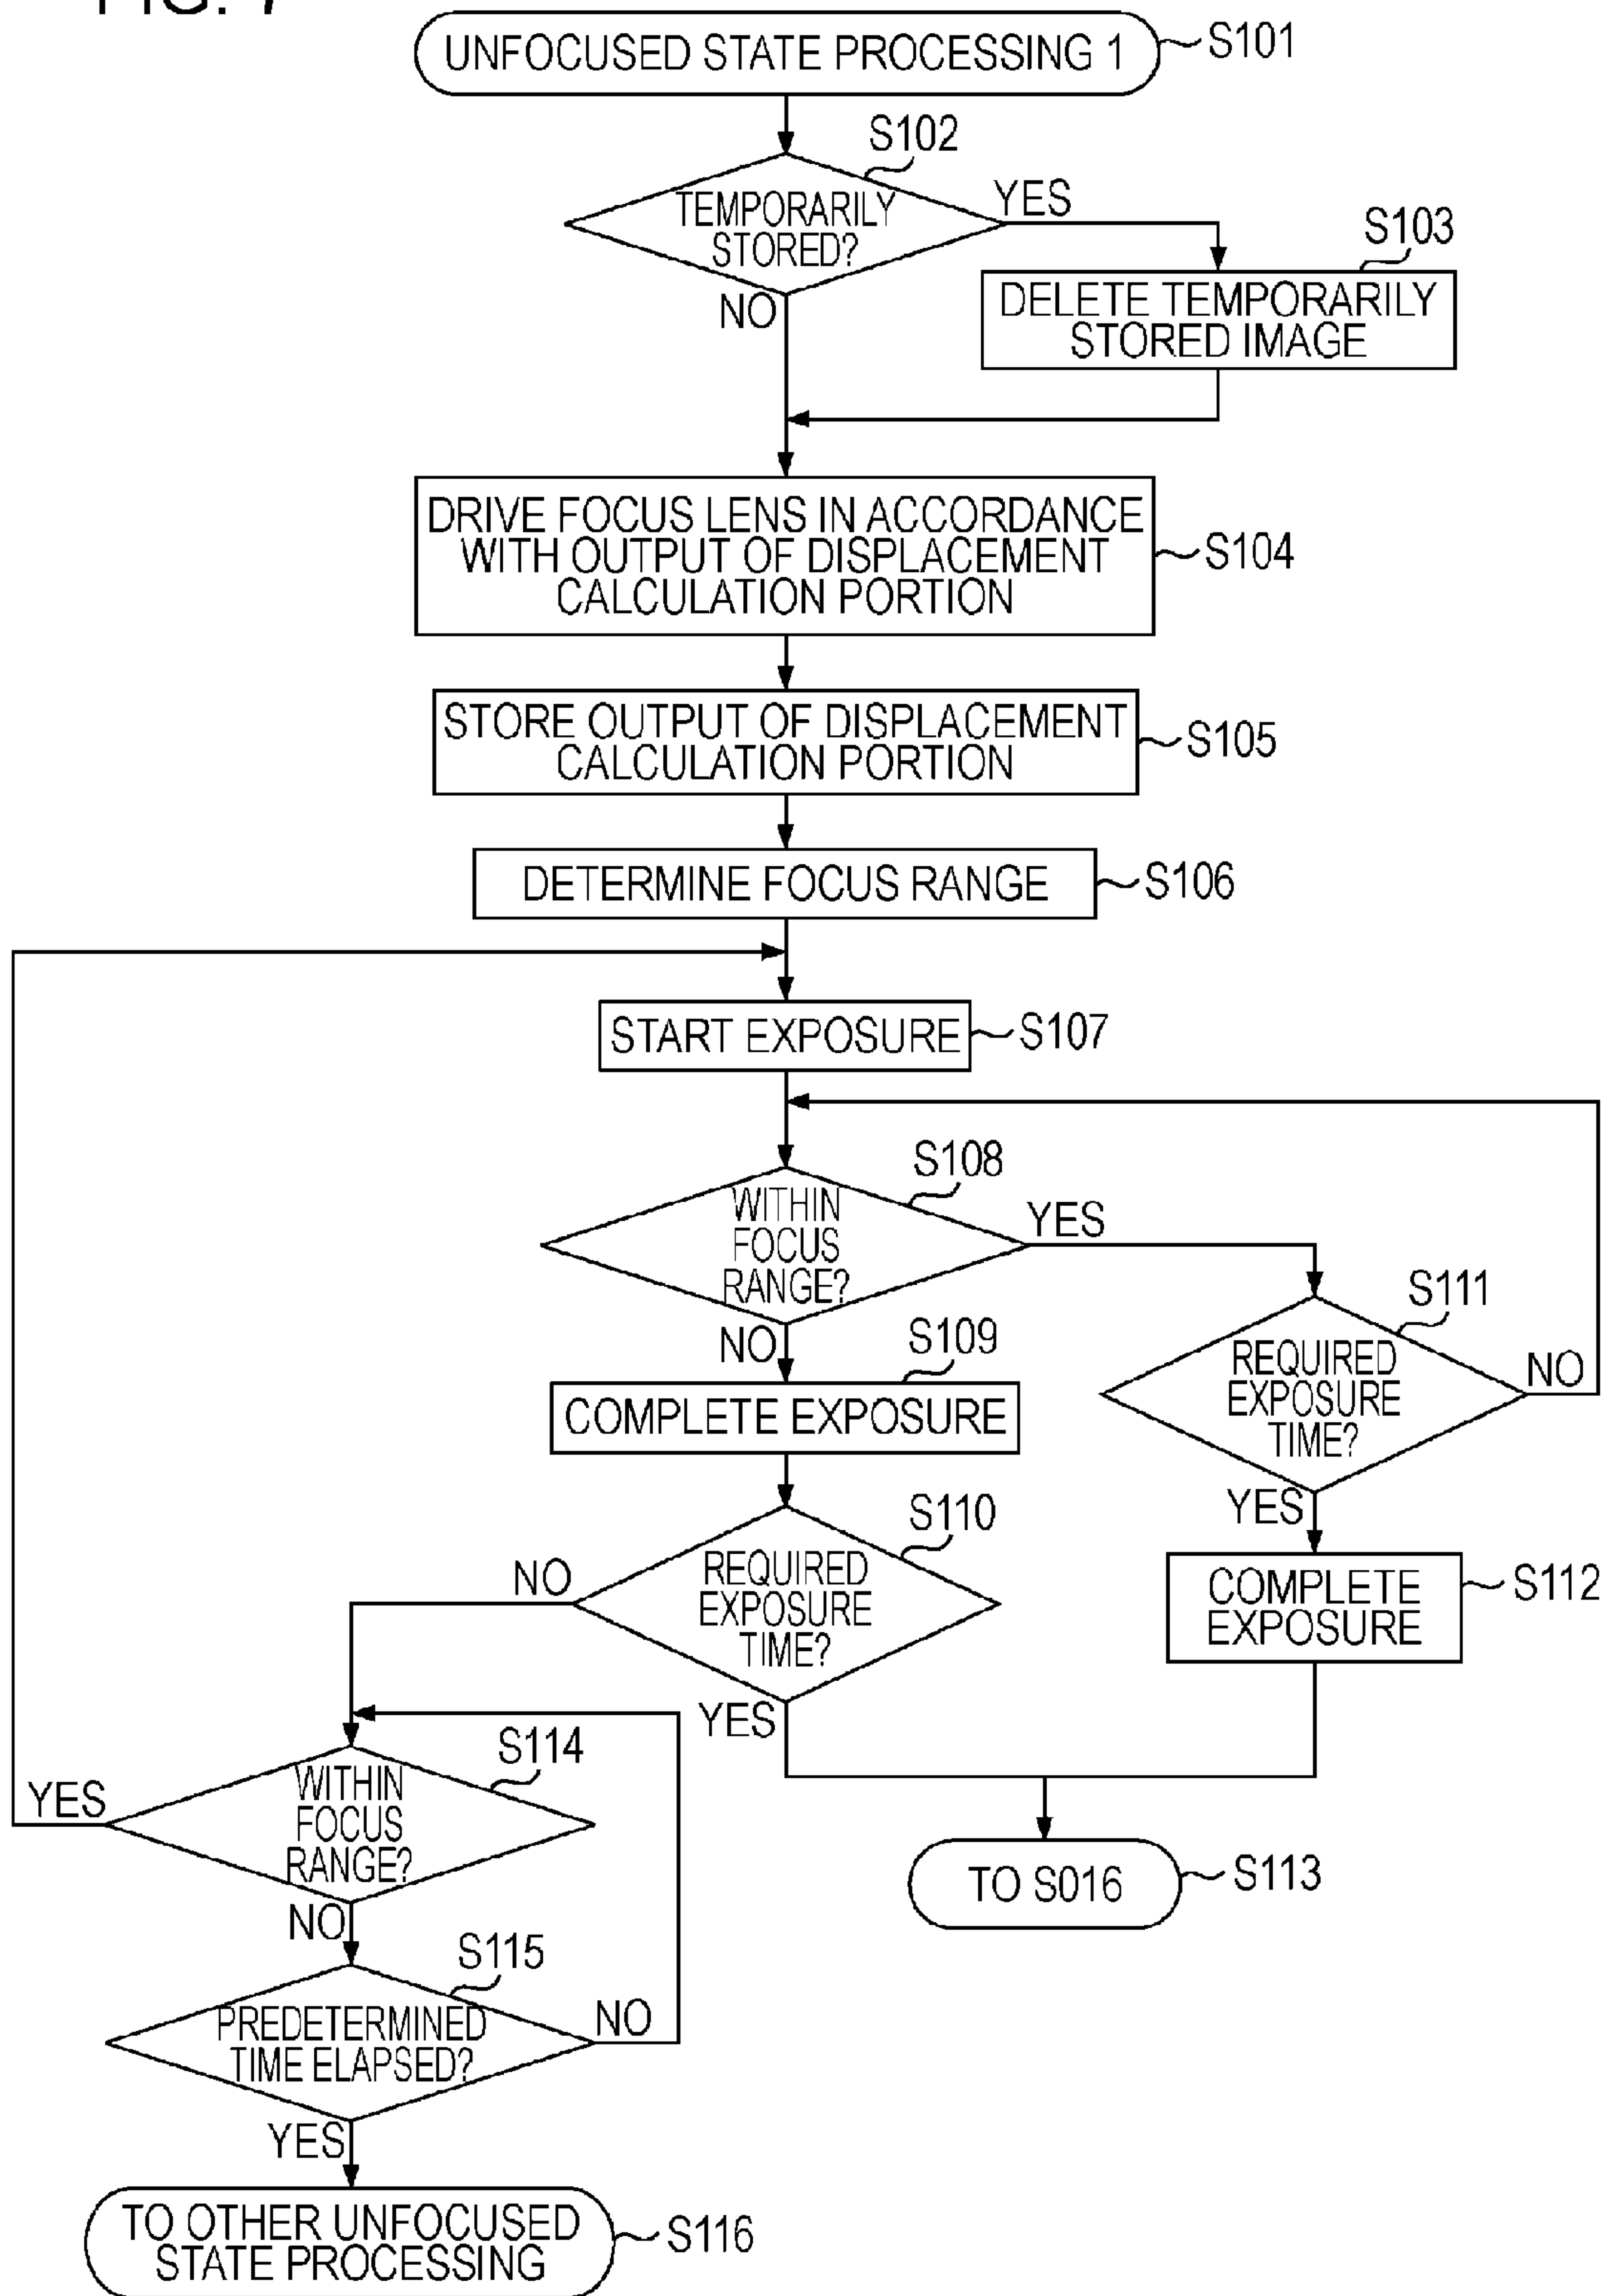 FIG. 7
UNFOCUSED STATE PROCESSING 1
S101
S102
TEMPORARILY
STORED?
YES
NO
S103
DELETE TEMPORARILY
STORED IMAGE
DRIVE FOCUS LENS IN ACCORDANCE
WITH OUTPUT OF DISPLACEMENT
CALCULATION PORTION
S104
STORE OUTPUT OF DISPLACEMENT
CALCULATION PORTION
S105
DETERMINE FOCUS RANGE
S106
START EXPOSURE
S107
S108
WITHIN
FOCUS
RANGE?
YES
NO
S109
COMPLETE EXPOSURE
S111
REQUIRED
EXPOSURE
TIME?
NO
YES
S110
REQUIRED
EXPOSURE
TIME?
NO
YES
COMPLETE
EXPOSURE
S112
S114
WITHIN
FOCUS
RANGE?
YES
NO
TO S016
S113
S115
PREDETERMINED
TIME ELAPSED?
NO
YES
TO OTHER UNFOCUSED
STATE PROCESSING
S116